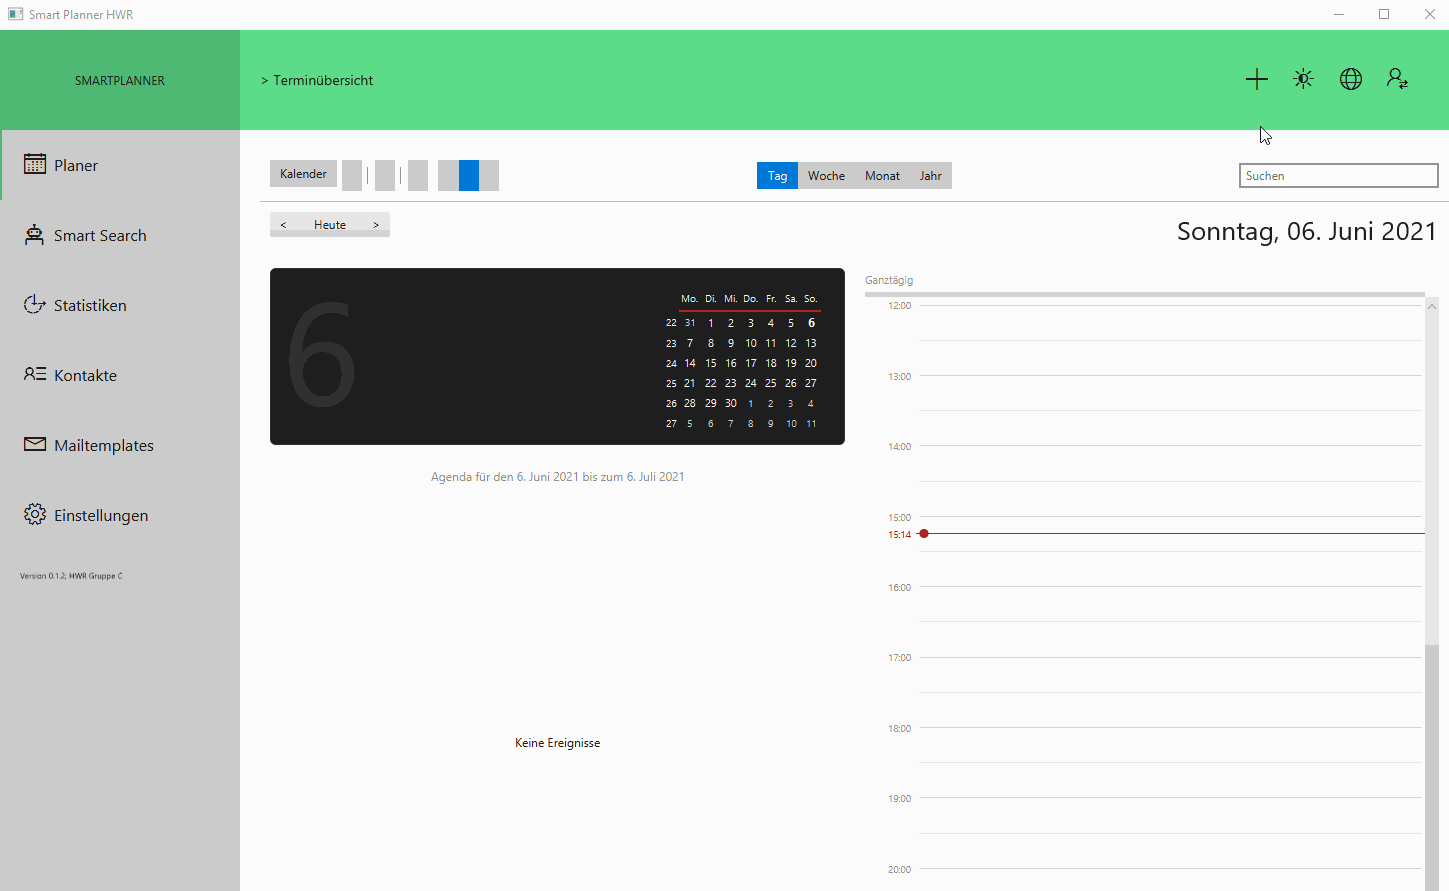 Smart Planner HWR
SMARTPLANNER
> Terminübersicht
Planer
Smart Search
Statistiken
Kontakte
Mailtemplates
Einstellungen
Version 0.1.2; HWR Gruppe C
Kalender
Tag Woche Monat Jahr
Suchen
< Heute >
Sonntag, 06. Juni 2021
6
Mo. Di. Mi. Do. Fr. Sa. So.
22 31 1 2 3 4 5 6
23 7 8 9 10 11 12 13
24 14 15 16 17 18 19 20
25 21 22 23 24 25 26 27
26 28 29 30 1 2 3 4
27 5 6 7 8 9 10 11
Agenda für den 6. Juni 2021 bis zum 6. Juli 2021
Keine Ereignisse
Ganztägig
12:00
13:00
14:00
15:00
15:14
16:00
17:00
18:00
19:00
20:00